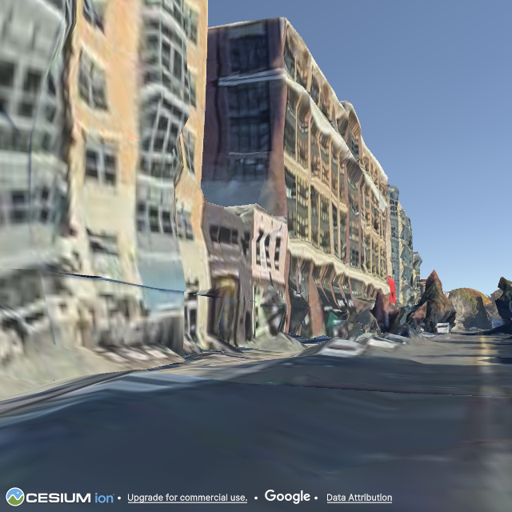 CESIUM ion • Upgrade for commercial use. • Google • Data Attribution